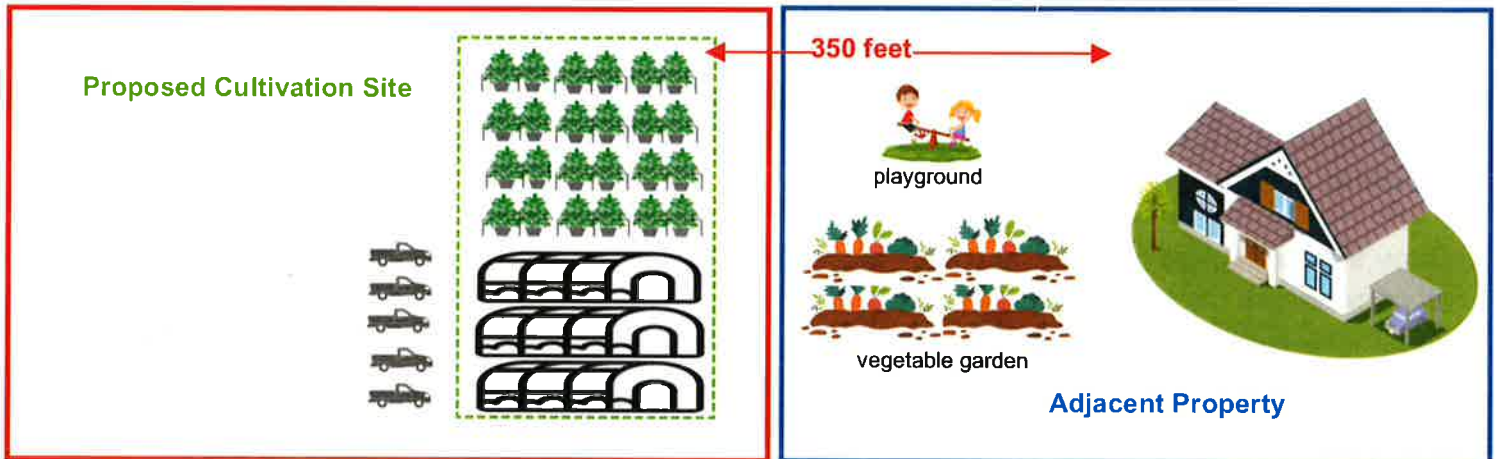 350 feet
Proposed Cultivation Site
playground
vegetable garden
Adjacent Property